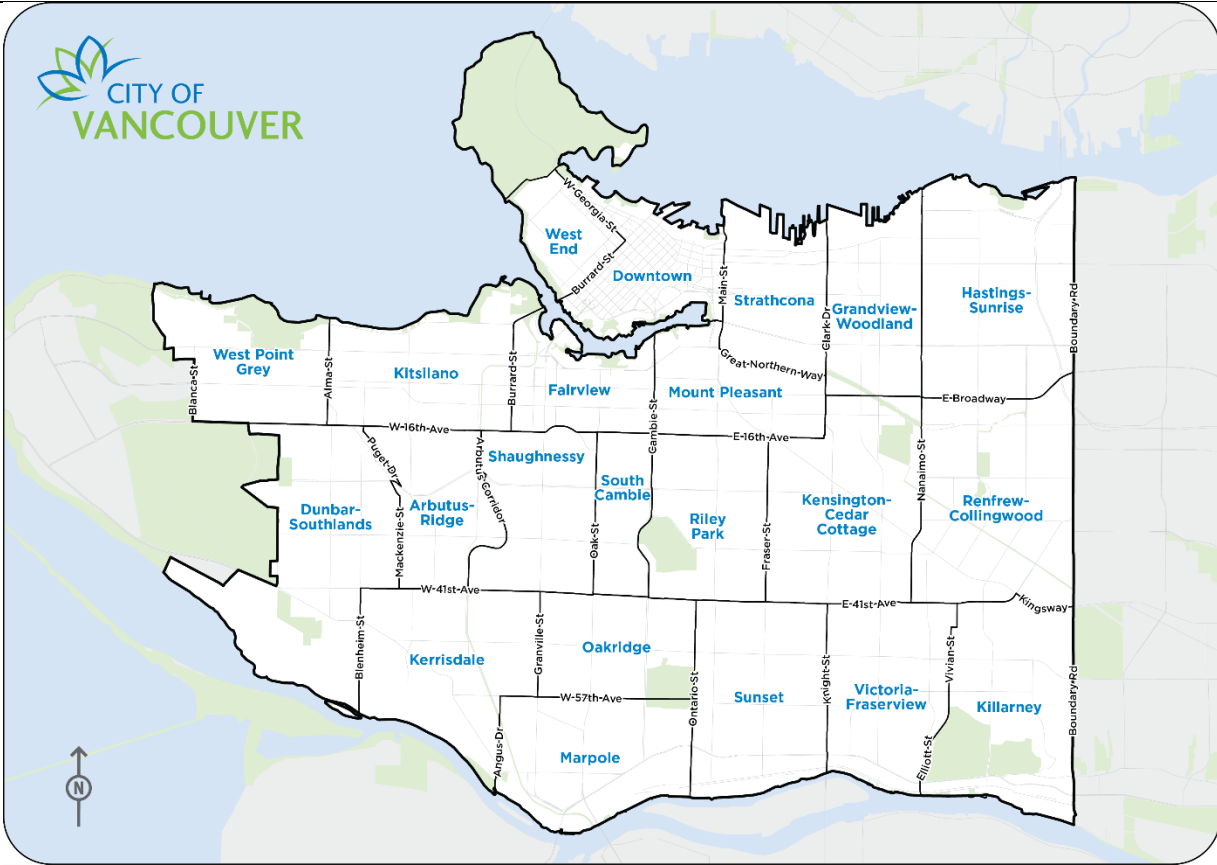 CITY OF
VANCOUVER
W-Georgia-St
West
End
Burrard-St
Downtown
Main-St
Strathcona
Clark-Dr
Grandview-
Woodland
Hastings-
Sunrise
Boundary-Rd
West Point
Grey
Blanca-St
Alma-St
Kitsilano
Burrard-St
Fairview
Cambie-St
Mount Pleasant
Great-Northern-Way
E-Broadway
W-16th-Ave
E-16th-Ave
Puget-Dr
Arbutus-Corridor
Shaughnessy
South
Cambie
Nanaimo-St
Dunbar-
Southlands
Mackenzie-St
Arbutus-
Ridge
Oak-St
Riley
Park
Fraser-St
Kensington-
Cedar
Cottage
Renfrew-
Collingwood
W-41st-Ave
E-41st-Ave
Kingsway
Blenheim-St
Kerrisdale
Granville-St
Oakridge
Ontario-St
Sunset
Knight-St
Victoria-
Fraserview
Vivian-St
Killarney
Boundary-Rd
W-57th-Ave
Angus-Dr
Marpole
Elliott-St
N